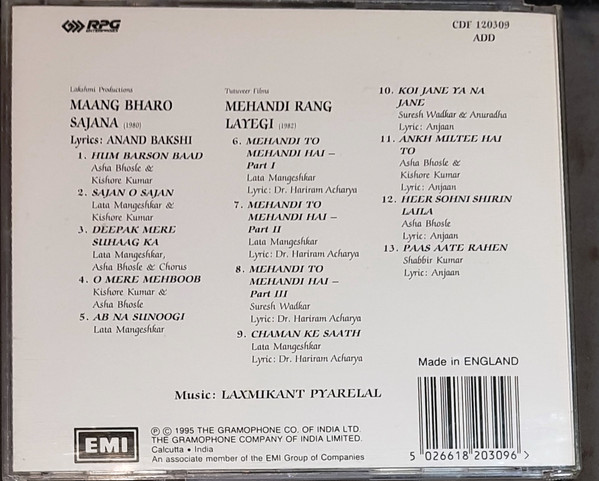 RPG
ENTERPRISES
CDF 120309
ADD
Lakshmi Productions
MAANG BHARO
SAJANA (1980)
Lyrics: ANAND BAKSHI
1. HUM BARSON BAAD
Asha Bhosle &
Kishore Kumar
2. SAJAN O SAJAN
Lata Mangeshkar &
Kishore Kumar
3. DEEPAK MERE
SUHAAG KA
Lata Mangeshkar,
Asha Bhosle & Chorus
4. O MERE MEHBOOB
Kishore Kumar &
Asha Bhosle
5. AB NA SUNOOGI
Lata Mangeshkar
Tutuveer Films
MEHANDI RANG
LAYEGI (1982)
6. MEHANDI TO
MEHANDI HAI –
Part I
Lata Mangeshkar
Lyric: Dr. Hariram Acharya
7. MEHANDI TO
MEHANDI HAI –
Part II
Lata Mangeshkar
Lyric: Dr. Hariram Acharya
8. MEHANDI TO
MEHANDI HAI –
Part III
Suresh Wadkar
Lyric: Dr. Hariram Acharya
9. CHAMAN KE SAATH
Lata Mangeshkar
Lyric: Dr. Hariram Acharya
10. KOI JANE YA NA
JANE
Suresh Wadkar & Anuradha
Lyric: Anjaan
11. ANKH MILTEE HAI
TO
Asha Bhosle &
Kishore Kumar
Lyric: Anjaan
12. HEER SOHNI SHIRIN
LAILA
Asha Bhosle
Lyric: Anjaan
13. PAAS AATE RAHEN
Shabbir Kumar
Lyric: Anjaan
Made in ENGLAND
Music: LAXMIKANT PYARELAL
EMI
℗ © 1995 THE GRAMOPHONE CO. OF INDIA LTD.
THE GRAMOPHONE COMPANY OF INDIA LIMITED.
Calcutta • India
An associate member of the EMI Group of Companies
5 026618 203096 >